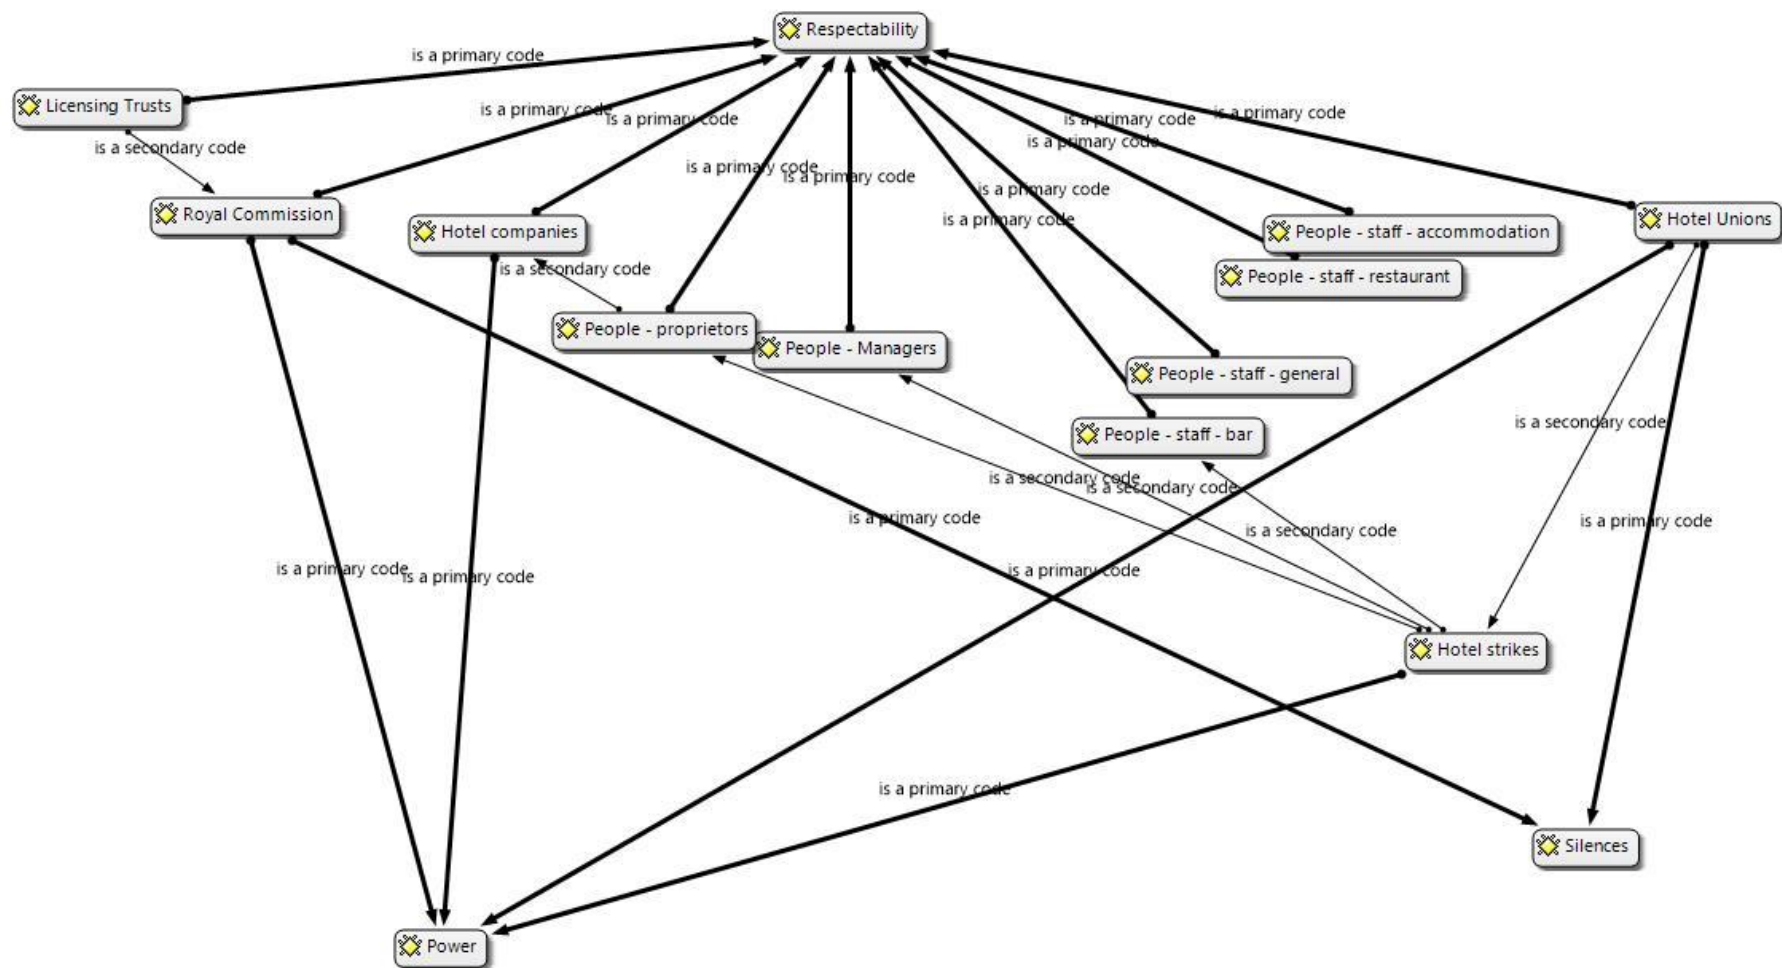 Respectability
is a primary code
Licensing Trusts
is a primary code
is a primary code
is a primary code
is a primary code
is a primary code
is a secondary code
is a primary code
is a primary code
is a primary code
Royal Commission
Hotel companies
is a primary code
People - staff - accommodation
Hotel Unions
is a secondary code
People - staff - restaurant
People - proprietors
People - Managers
People - staff - general
is a secondary code
People - staff - bar
is a secondary code
is a secondary code
is a primary code
is a secondary code
is a primary code
is a primary code
is a primary code
is a primary code
Hotel strikes
is a primary code
Silences
Power